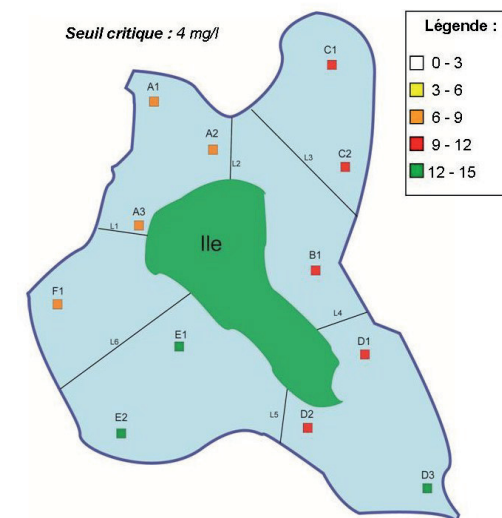 Seuil critique : 4 mg/l
Légende :
0 - 3
3 - 6
6 - 9
9 - 12
12 - 15
C1
A1
A2
L2
L3
C2
A3
L1
Ile
B1
F1
L4
E1
D1
L6
E2
L5
D2
D3